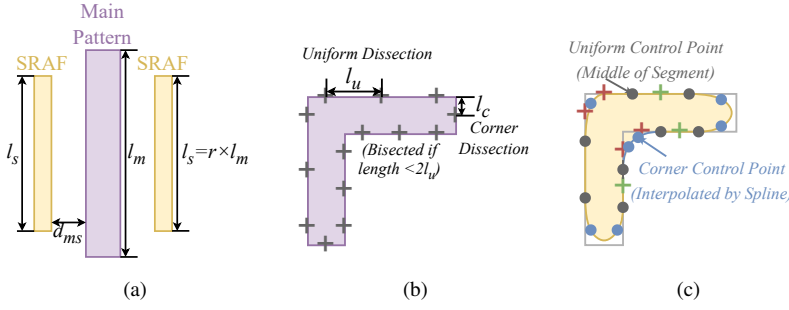 Main
Pattern
SRAF
SRAF
l_s
l_m
l_s=r×l_m
d_ms
(a)
Uniform Dissection
l_u
l_c
Corner
Dissection
(Bisected if
length <2l_u)
(b)
Uniform Control Point
(Middle of Segment)
Corner Control Point
(Interpolated by Spline)
(c)